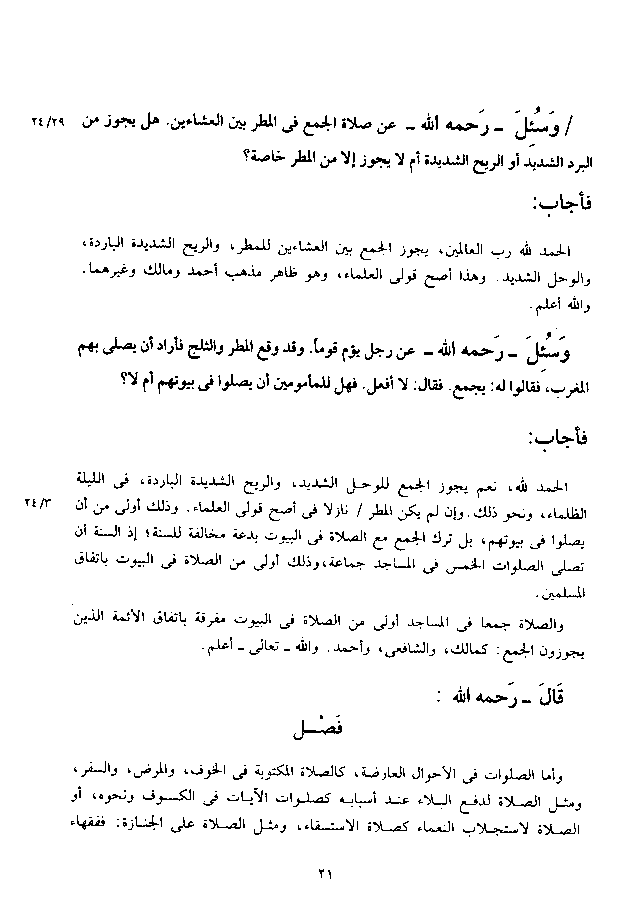 / وَسُئِلَ – رَحمه الله – عن صلاة الجمع فى المطر بين العشاءين. هل يجوز من ٢٤/٢٩
البرد الشديد أو الريح الشديدة أم لا يجوز إلا من المطر خاصة؟
فأجاب:
الحمد لله رب العالمين، يجوز الجمع بين العشاءين للمطر، والريح الشديدة الباردة،
والوحل الشديد. وهذا أصح قولى العلماء، وهو ظاهر مذهب أحمد ومالك وغيرهما.
والله أعلم.
وَسُئِلَ – رَحمه الله – عن رجل يؤم قوماً. وقد وقع المطر والثلج فأراد أن يصلى بهم
المغرب، فقالوا له: يجمع. فقال: لا أفعل. فهل للمأمومين أن يصلوا فى بيوتهم أم لا؟
فأجاب:
الحمد لله، نعم يجوز الجمع للوحل الشديد، والريح الشديدة الباردة، فى الليلة
الظلماء، ونحو ذلك. وإن لم يكن المطر / نازلا فى أصح قولى العلماء. وذلك أولى من أن ٢٤/٣
يصلوا فى بيوتهم، بل ترك الجمع مع الصلاة فى البيوت بدعة مخالفة للسنة؛ إذ السنة أن
تصلى الصلوات الخمس فى المساجد جماعة، وذلك أولى من الصلاة فى البيوت باتفاق
المسلمين.
والصلاة جمعا فى المساجد أولى من الصلاة فى البيوت مفرقة باتفاق الأئمة الذين
يجوزون الجمع: كمالك، والشافعى، وأحمد. والله – تعالى – أعلم.
قَالَ – رَحمه الله :
فَصْل
وأما الصلوات فى الأحوال العارضة، كالصلاة المكتوبة فى الخوف، والمرض، والسفر،
ومثل الصلاة لدفع البلاء عند أسبابه كصلوات الآيات فى الكسوف ونحوه، أو
الصلاة لاستجلاب النعماء كصلاة الاستسقاء، ومثل الصلاة على الجنازة: ففقهاء
٢١